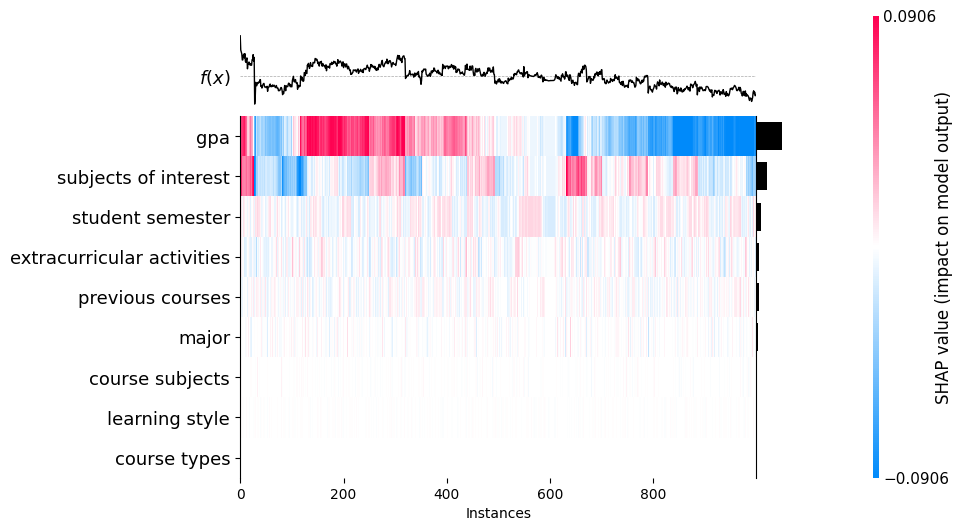 0.0906
f(x)
gpa
subjects of interest
student semester
extracurricular activities
previous courses
major
course subjects
learning style
course types
0 200 400 600 800
Instances
SHAP value (impact on model output)
−0.0906